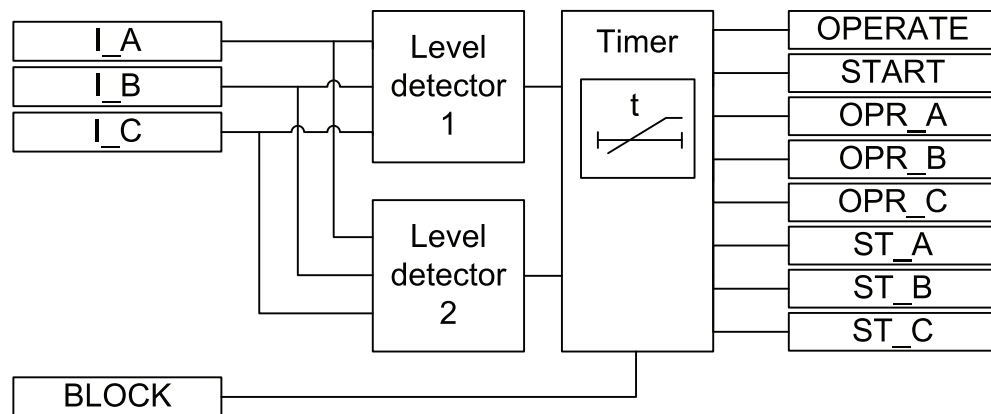 I_A
I_B
I_C
Level
detector
1
Level
detector
2
Timer
t
OPERATE
START
OPR_A
OPR_B
OPR_C
ST_A
ST_B
ST_C
BLOCK